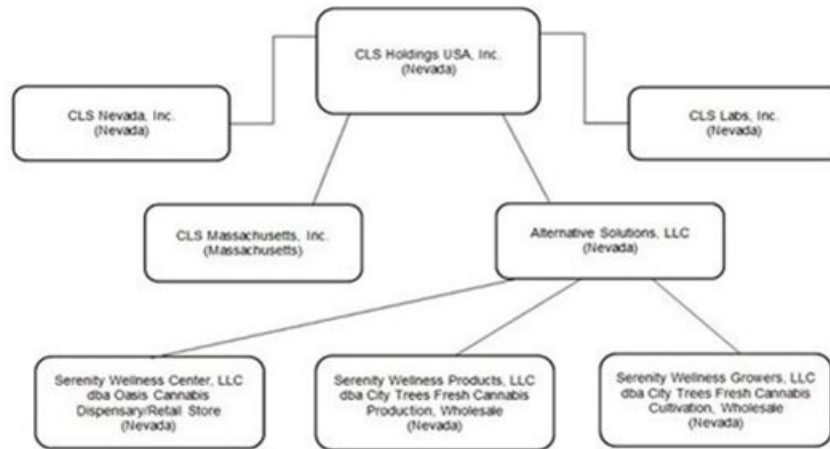 CLS Holdings USA, Inc.
(Nevada)
CLS Nevada, Inc.
(Nevada)
CLS Labs, Inc.
(Nevada)
CLS Massachusetts, Inc.
(Massachusetts)
Alternative Solutions, LLC
(Nevada)
Serenity Wellness Center, LLC
dba Oasis Cannabis
Dispensary/Retail Store
(Nevada)
Serenity Wellness Products, LLC
dba City Trees Fresh Cannabis
Production, Wholesale
(Nevada)
Serenity Wellness Growers, LLC
dba City Trees Fresh Cannabis
Cultivation, Wholesale
(Nevada)